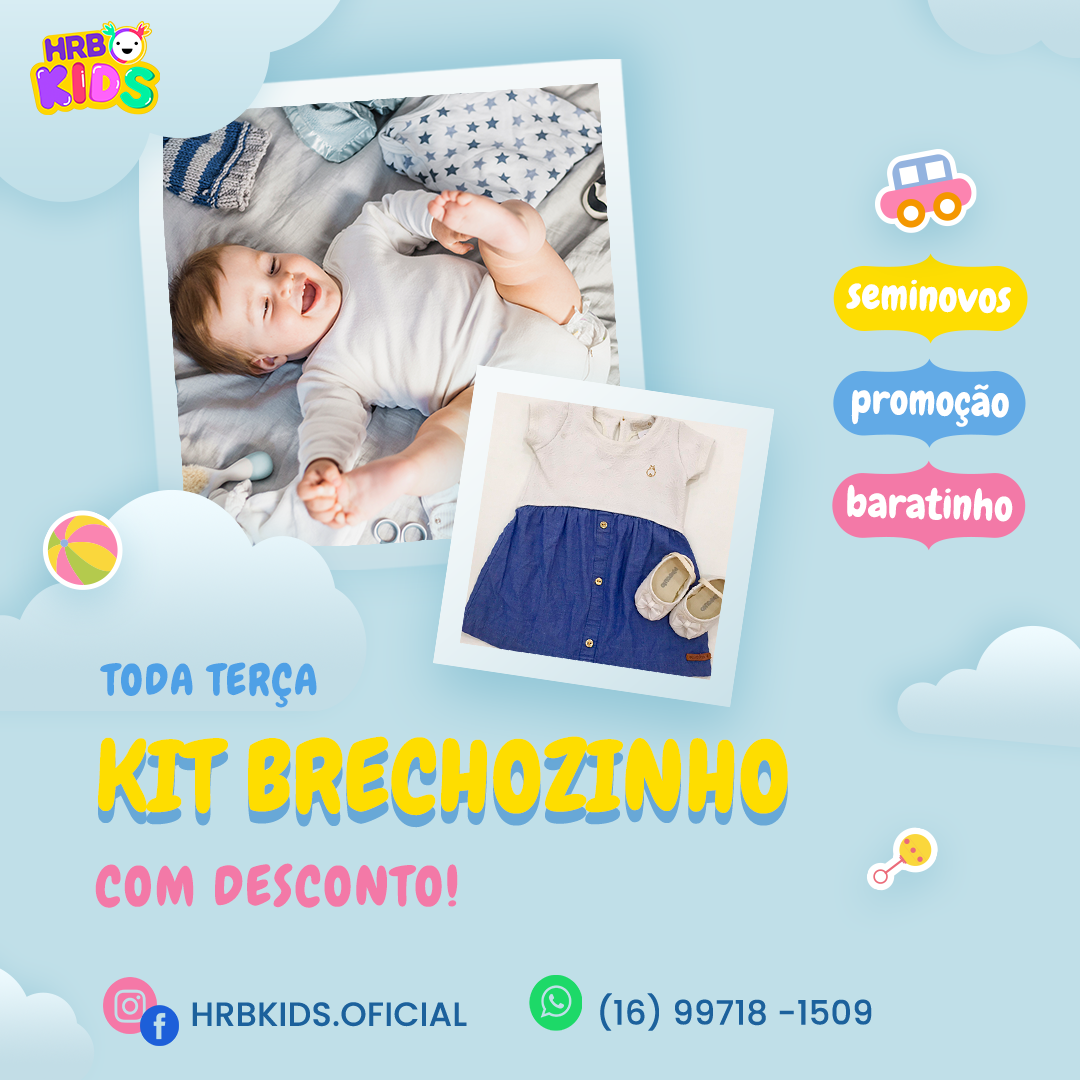 HRB
KIDS
seminovos
promoção
baratinho
TODA TERÇA
KIT BRECHOZINHO
COM DESCONTO!
HRBKIDS.OFICIAL
(16) 99718 -1509